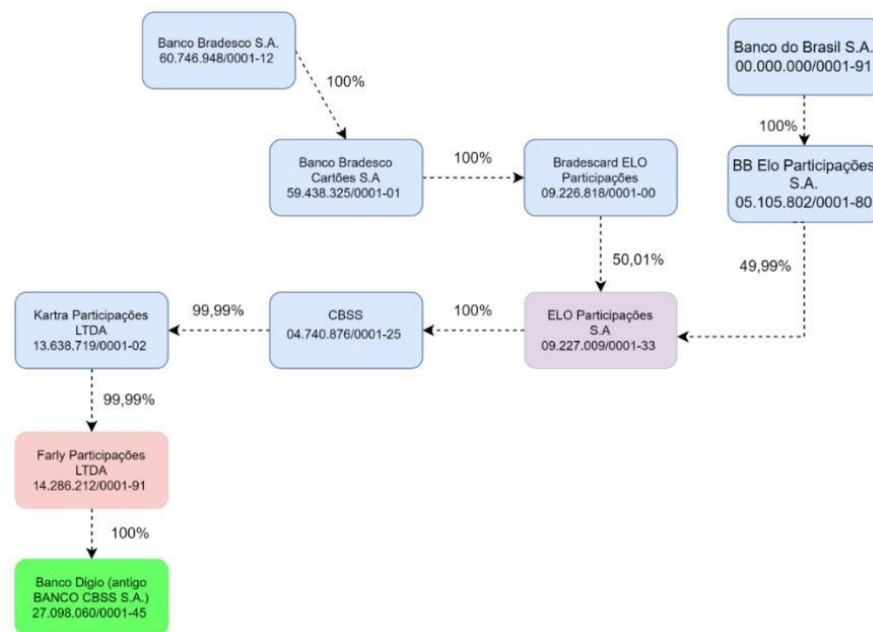 Banco Bradesco S.A.
60.746.948/0001-12
Banco do Brasil S.A.
00.000.000/0001-91
100%
100%
Banco Bradesco
Cartões S.A
59.438.325/0001-01
100%
Bradescard ELO
Participações
09.226.818/0001-00
BB Elo Participações
S.A.
05.105.802/0001-80
50,01%
49,99%
Kartra Participações
LTDA
13.638.719/0001-02
99,99%
CBSS
04.740.876/0001-25
100%
ELO Participações
S.A
09.227.009/0001-33
99,99%
Farly Participações
LTDA
14.286.212/0001-91
100%
Banco Digio (antigo
BANCO CBSS S.A.)
27.098.060/0001-45